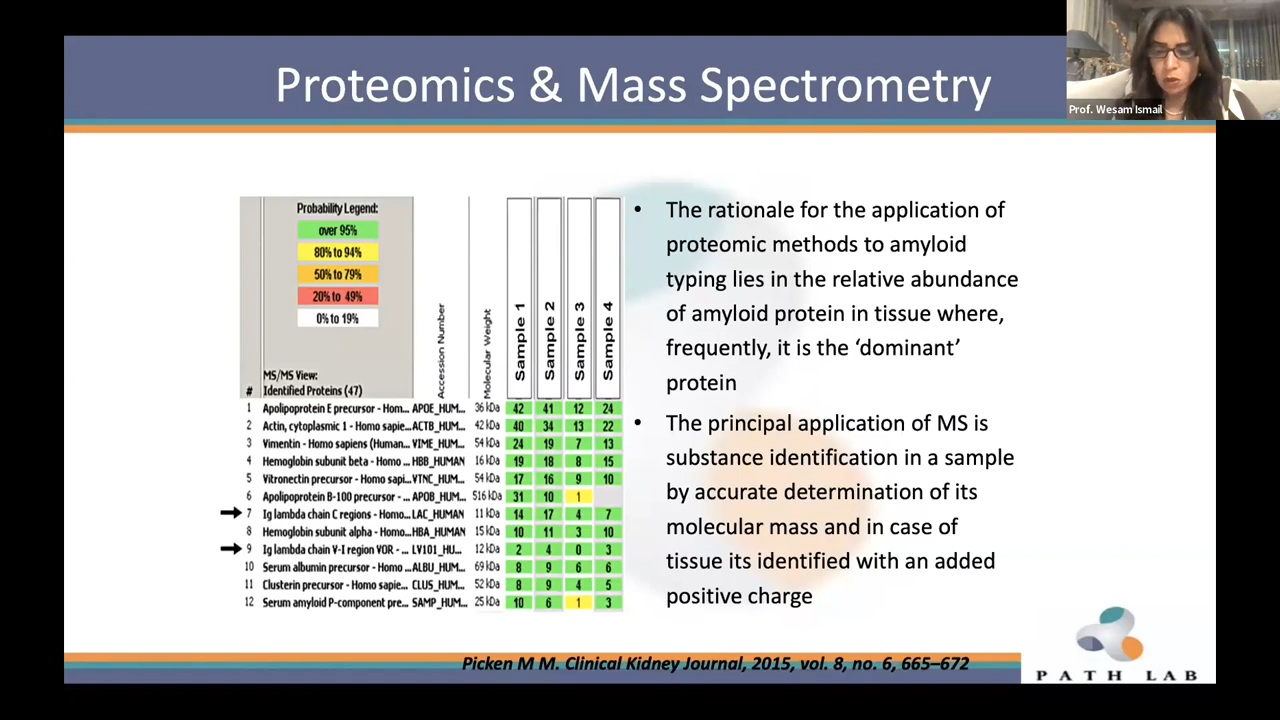 Proteomics & Mass Spectrometry
Prof. Wesam Ismail
Probability Legend:
over 95%
80% to 94%
50% to 79%
20% to 49%
0% to 19%
MS/MS View:
# Identified Proteins (47) Accession Number Molecular Weight Sample 1 Sample 2 Sample 3 Sample 4
1 Apolipoprotein E precursor - Hom... APOE_HUM... 36 kDa 42 41 12 24
2 Actin, cytoplasmic 1 - Homo sapie... ACTB_HUM... 42 kDa 40 34 13 22
3 Vimentin - Homo sapiens (Human... VIME_HUM... 54 kDa 24 19 7 13
4 Hemoglobin subunit beta - Homo ... HBB_HUMAN 16 kDa 19 18 8 15
5 Vitronectin precursor - Homo sapi... VTNC_HUM... 54 kDa 17 16 9 10
6 Apolipoprotein B-100 precursor - ... APOB_HUM... 516 kDa 31 10 1
7 Ig lambda chain C regions - Homo... LAC_HUMAN 11 kDa 14 17 4 7
8 Hemoglobin subunit alpha - Homo... HBA_HUMAN 15 kDa 10 11 3 10
9 Ig lambda chain V-I region VOR - ... LV101_HU... 12 kDa 2 4 0 3
10 Serum albumin precursor - Homo ... ALBU_HUM... 69 kDa 8 9 6 6
11 Clusterin precursor - Homo sapie... CLUS_HUM... 52 kDa 8 9 4 5
12 Serum amyloid P-component pre... SAMP_HUM... 25 kDa 10 6 1 3
• The rationale for the application of
proteomic methods to amyloid
typing lies in the relative abundance
of amyloid protein in tissue where,
frequently, it is the ‘dominant’
protein
• The principal application of MS is
substance identification in a sample
by accurate determination of its
molecular mass and in case of
tissue its identified with an added
positive charge
Picken M M. Clinical Kidney Journal, 2015, vol. 8, no. 6, 665–672
PATH LAB